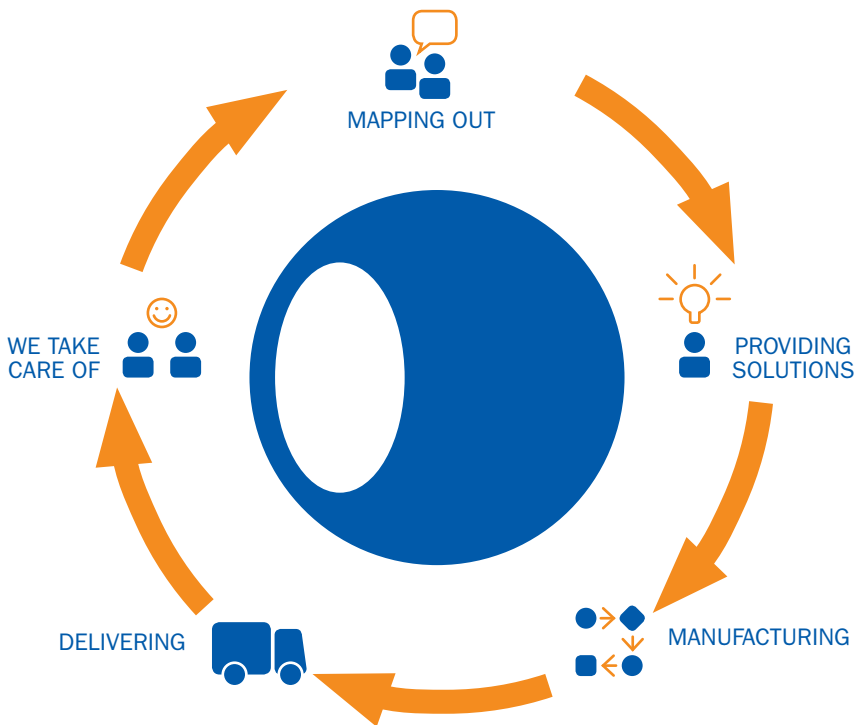 MAPPING OUT
PROVIDING
SOLUTIONS
MANUFACTURING
DELIVERING
WE TAKE
CARE OF